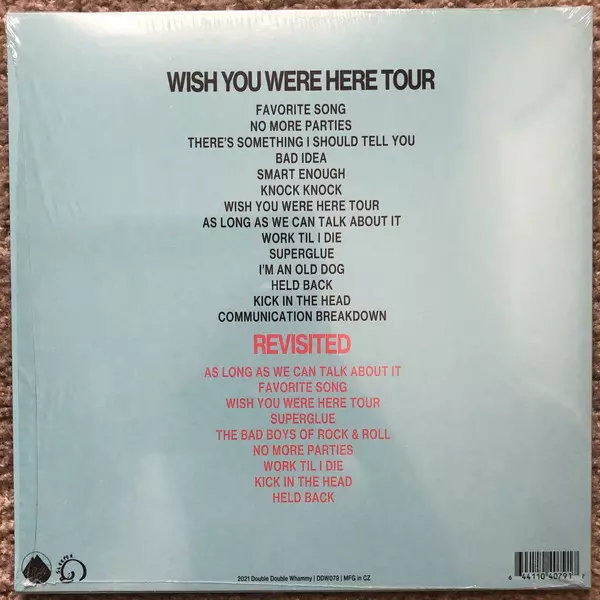 WISH YOU WERE HERE TOUR
FAVORITE SONG
NO MORE PARTIES
THERE'S SOMETHING I SHOULD TELL YOU
BAD IDEA
SMART ENOUGH
KNOCK KNOCK
WISH YOU WERE HERE TOUR
AS LONG AS WE CAN TALK ABOUT IT
WORK TIL I DIE
SUPERGLUE
I'M AN OLD DOG
HELD BACK
KICK IN THE HEAD
COMMUNICATION BREAKDOWN
REVISITED
AS LONG AS WE CAN TALK ABOUT IT
FAVORITE SONG
WISH YOU WERE HERE TOUR
SUPERGLUE
THE BAD BOYS OF ROCK & ROLL
NO MORE PARTIES
WORK TIL I DIE
KICK IN THE HEAD
HELD BACK
2021 Double Double Whammy | DDW079 | MFG in CZ
6 44110 40791 7